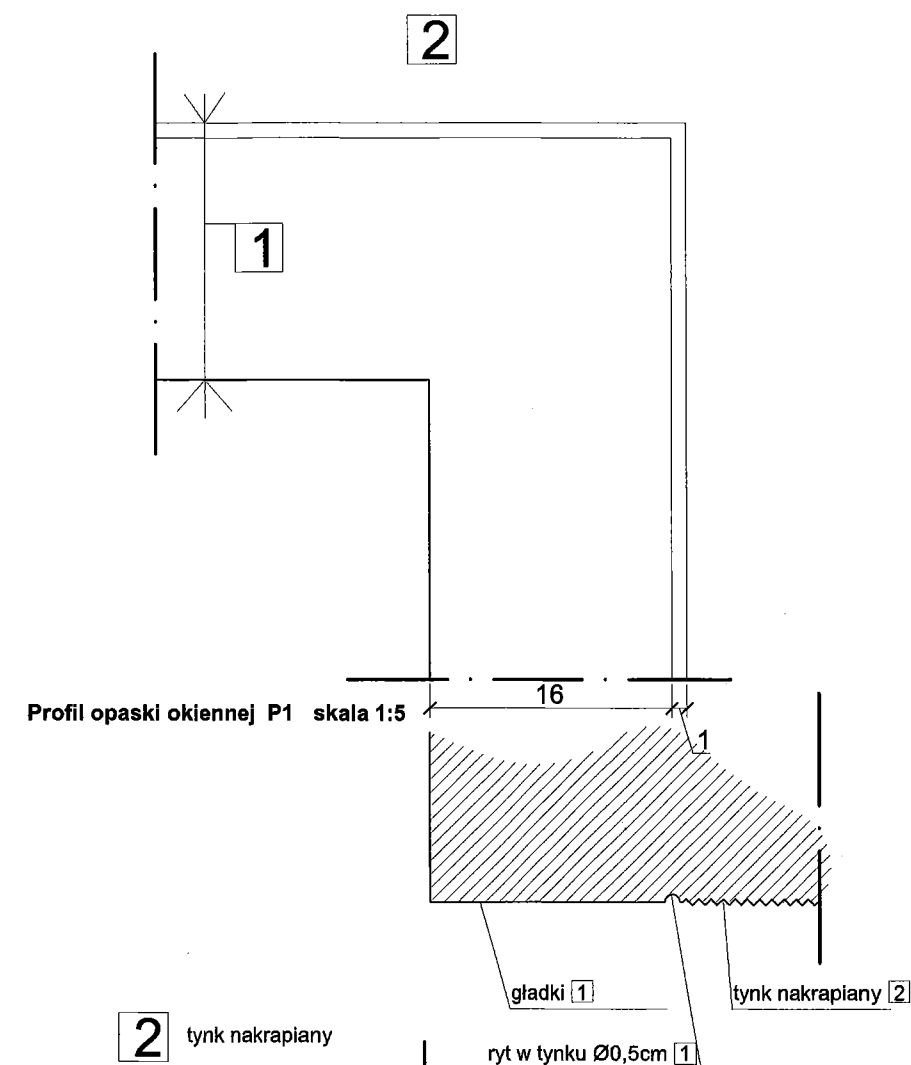 2
1
16
Profil opaski okiennej P1 skala 1:5
1
gładki 1
tynk nakrapiany 2
2 tynk nakrapiany
ryt w tynku Ø0,5cm 1